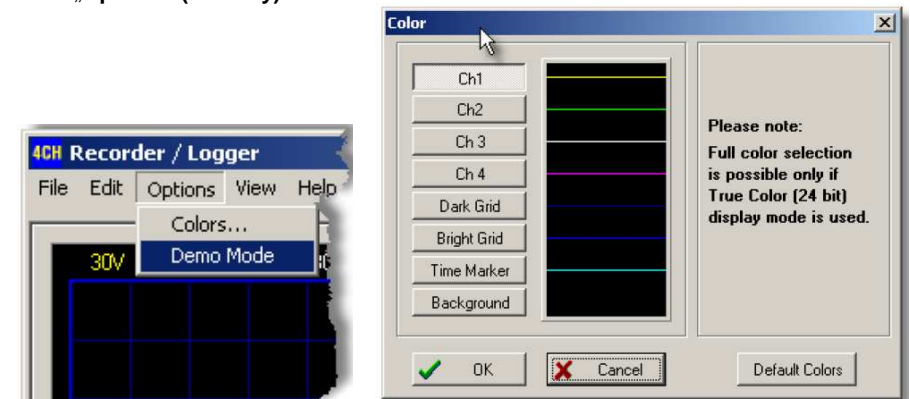 4CH Recorder / Logger
File Edit Options View Help
Colors...
Demo Mode
30V
Color
Ch1
Ch2
Ch 3
Ch 4
Dark Grid
Bright Grid
Time Marker
Background
Please note:
Full color selection
is possible only if
True Color (24 bit)
display mode is used.
OK
Cancel
Default Colors